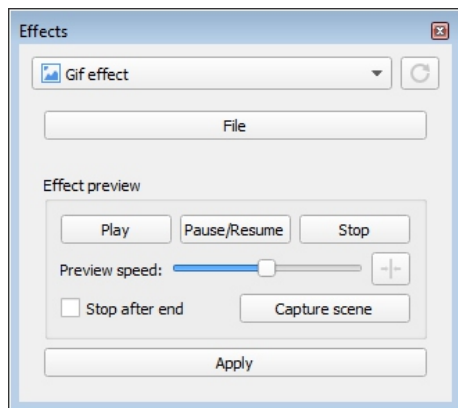 Effects
Gif effect
File
Effect preview
Play Pause/Resume Stop
Preview speed:
Stop after end Capture scene
Apply